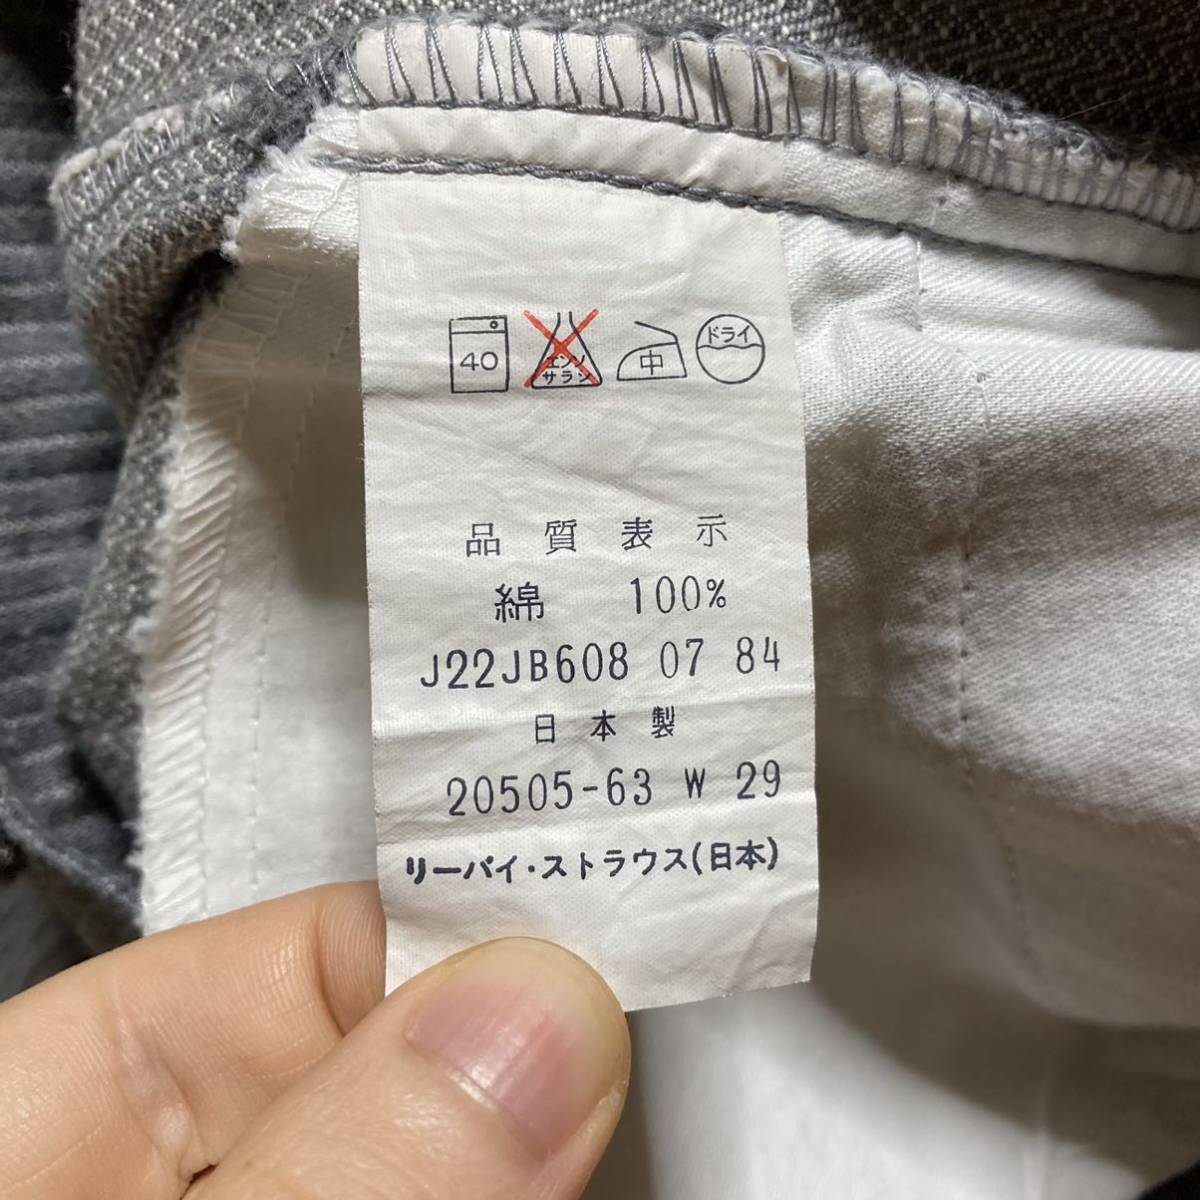 40 エンソ サラシ 中 ドライ
品質表示
綿 100%
J22JB608 07 84
日本製
20505-63 W 29
リーバイ・ストラウス(日本)